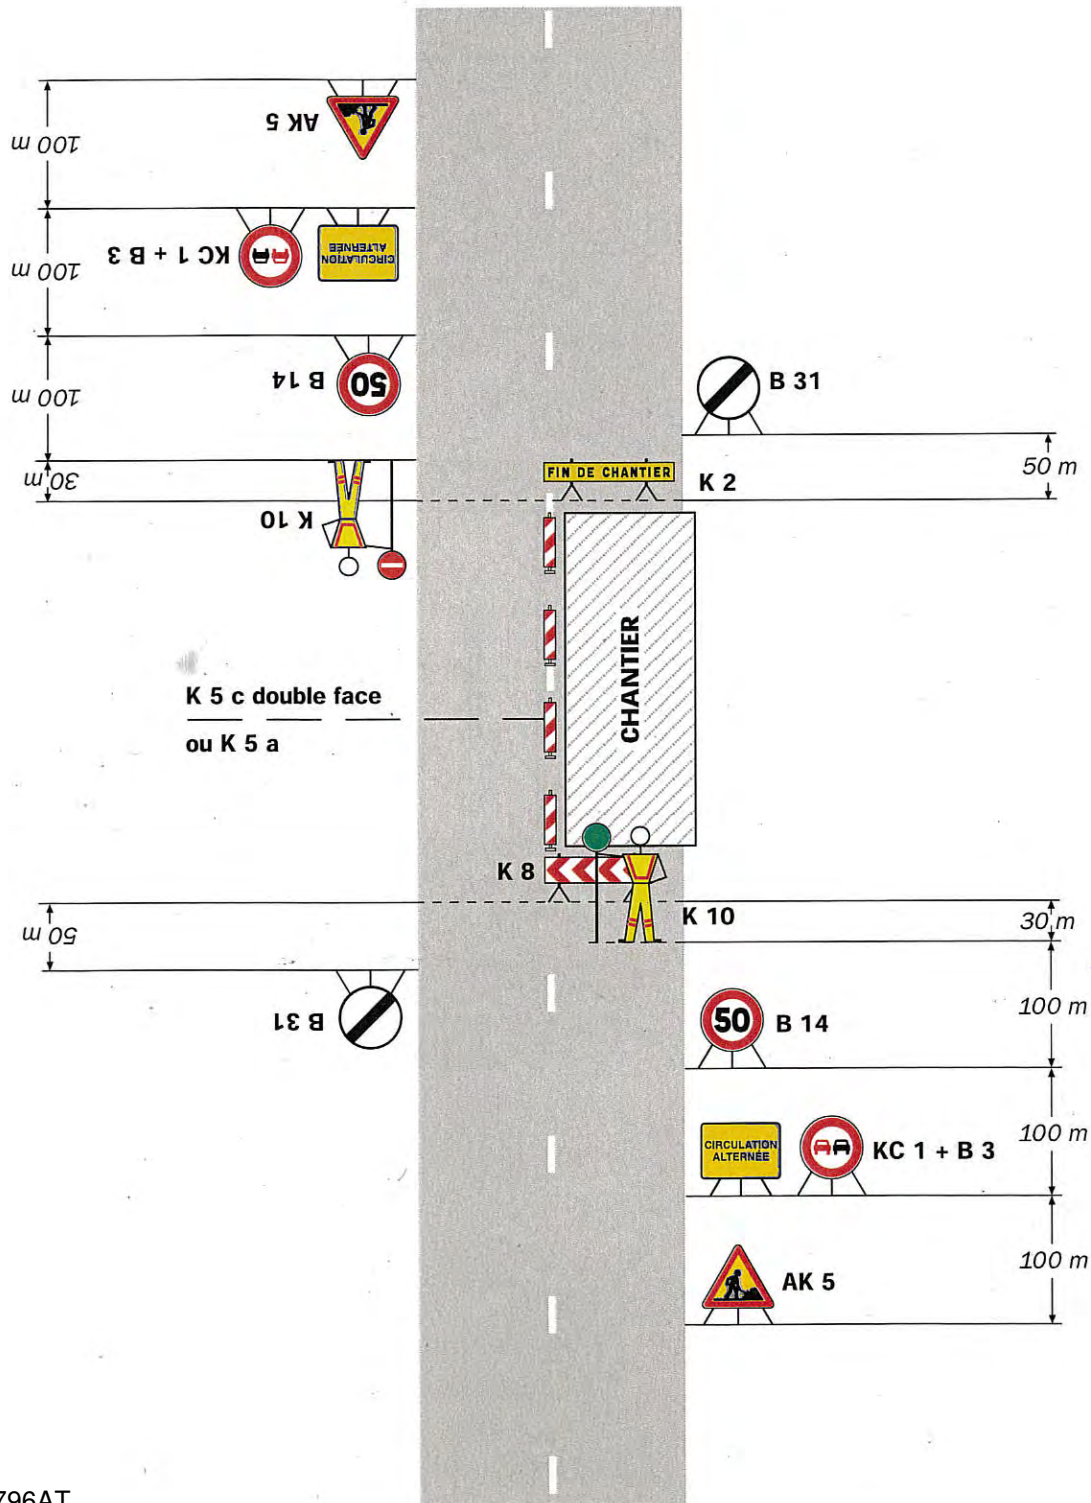 AK 5
100 m
KC 1 + B 3
CIRCULATION
ALTERNÉE
100 m
B 14
50
100 m
B 31
50 m
30 m
K 10
FIN DE CHANTIER
K 2
CHANTIER
K 5 c double face
ou K 5 a
K 8
K 10
30 m
50 m
B 31
50
B 14
100 m
CIRCULATION
ALTERNÉE
KC 1 + B 3
100 m
AK 5
100 m
796AT